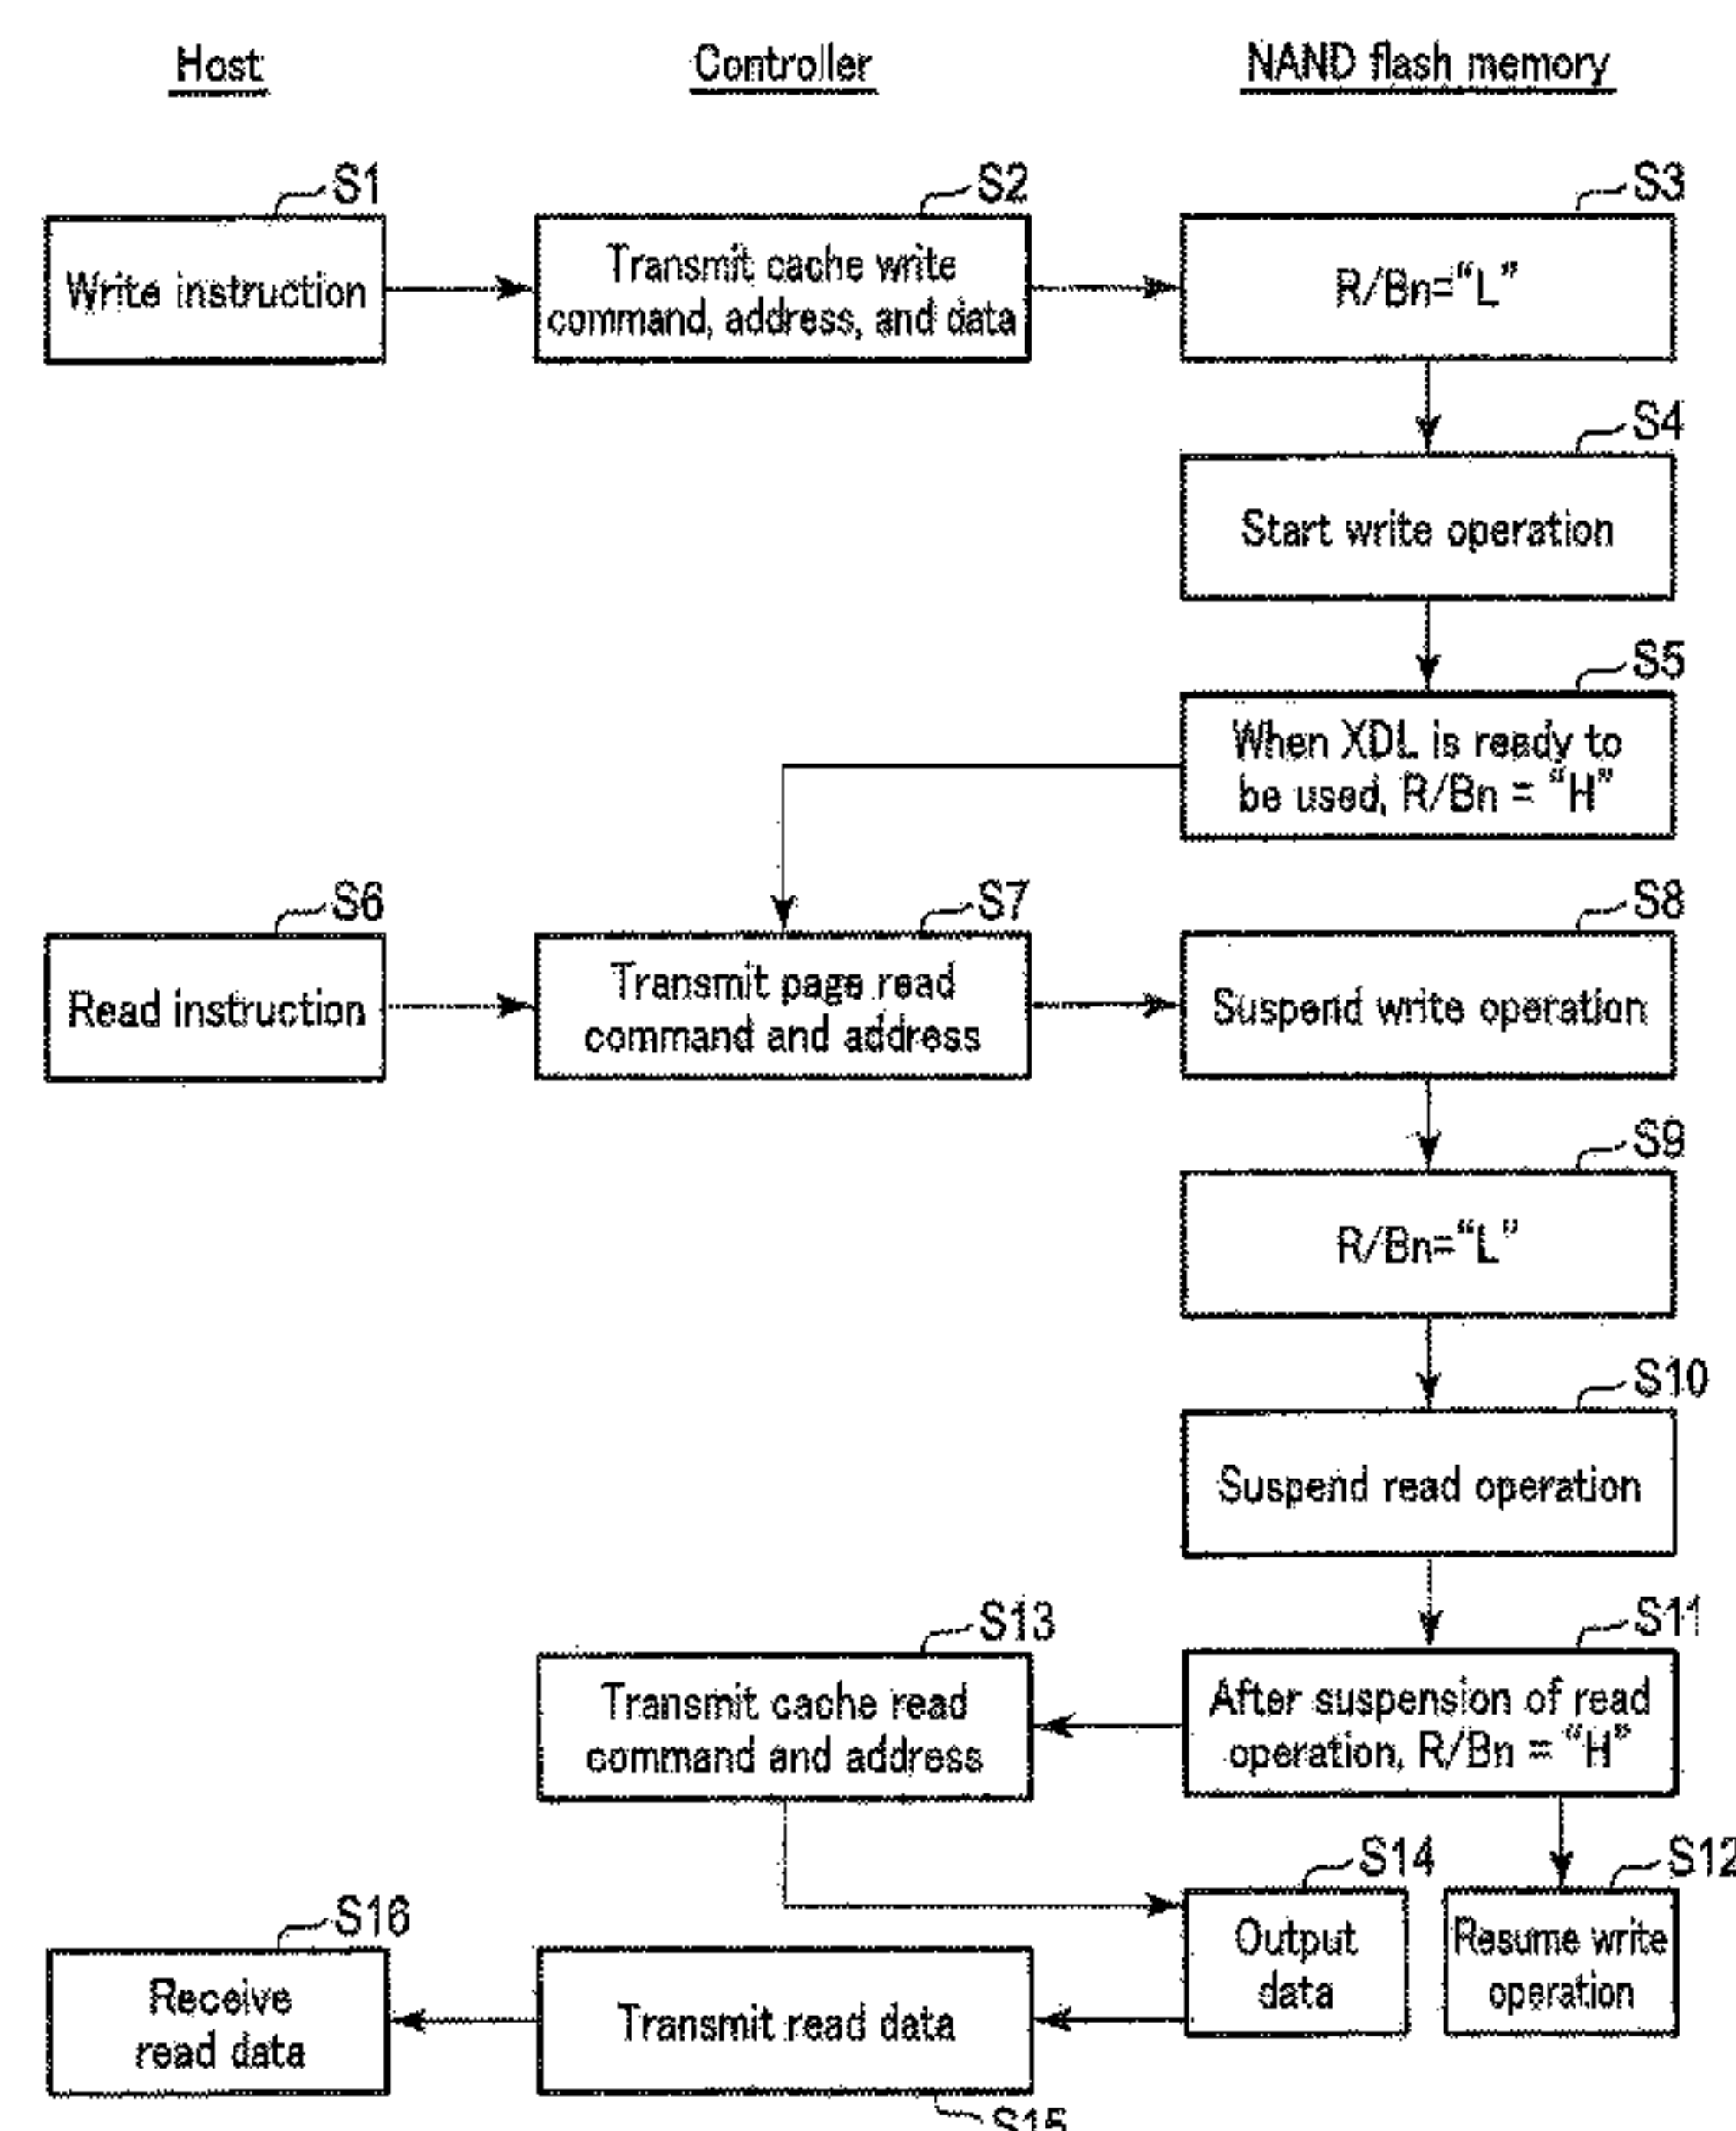 Host
Controller
NAND flash memory
S1
S2
S3
Write instruction
Transmit cache write
command, address, and data
R/Bn="L"
S4
Start write operation
S5
When XDL is ready to
be used, R/Bn = "H"
S6
S7
S8
Read instruction
Transmit page read
command and address
Suspend write operation
S9
R/Bn="L"
S10
Suspend read operation
S11
After suspension of read
operation, R/Bn = "H"
S13
Transmit cache read
command and address
S12
Resume write
operation
S14
Output
data
S15
Transmit read data
S16
Receive
read data